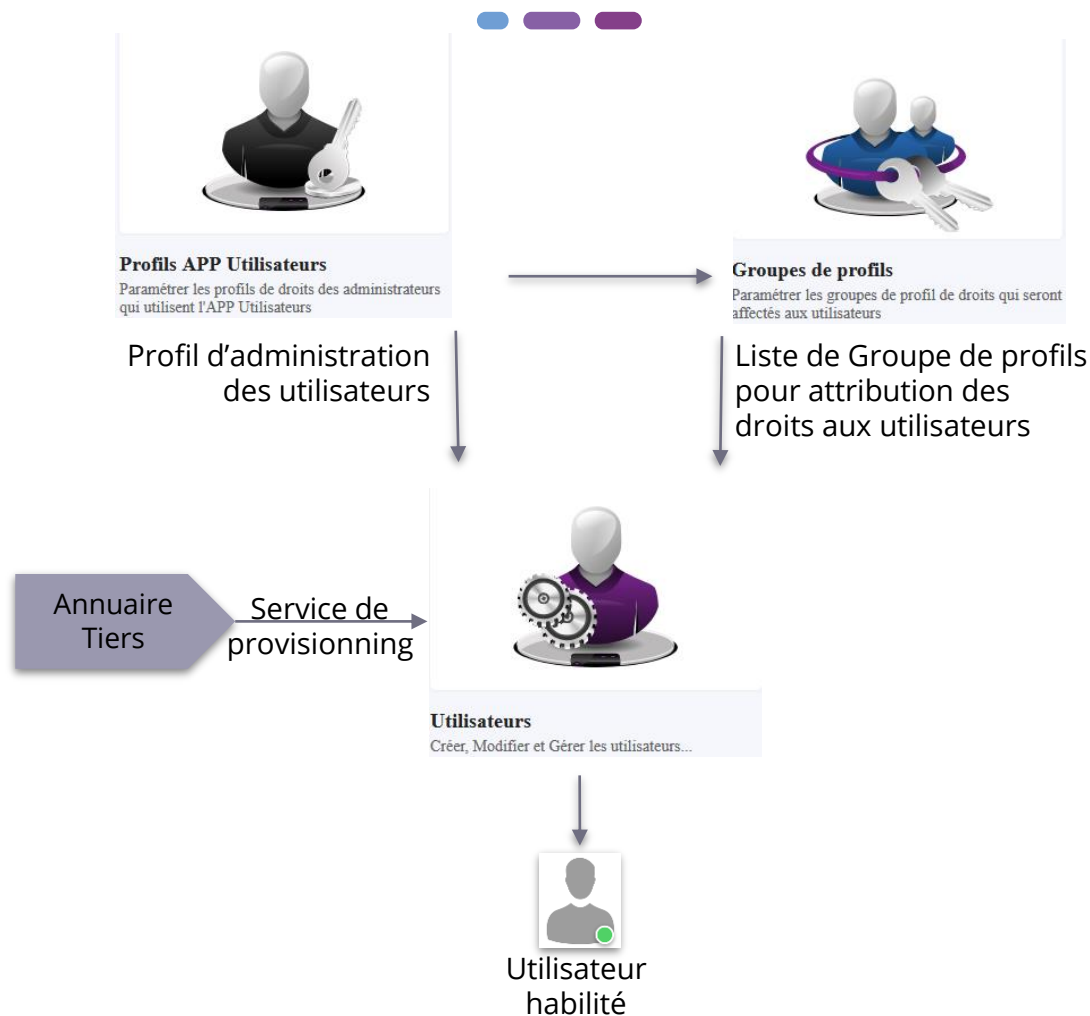 Profils APP Utilisateurs
Paramétrer les profils de droits des administrateurs
qui utilisent l'APP Utilisateurs
Groupes de profils
Paramétrer les groupes de profil de droits qui seront
affectés aux utilisateurs
Profil d’administration
des utilisateurs
Liste de Groupe de profils
pour attribution des
droits aux utilisateurs
Annuaire
Tiers
Service de
provisionning
Utilisateurs
Créer, Modifier et Gérer les utilisateurs...
Utilisateur
habilité